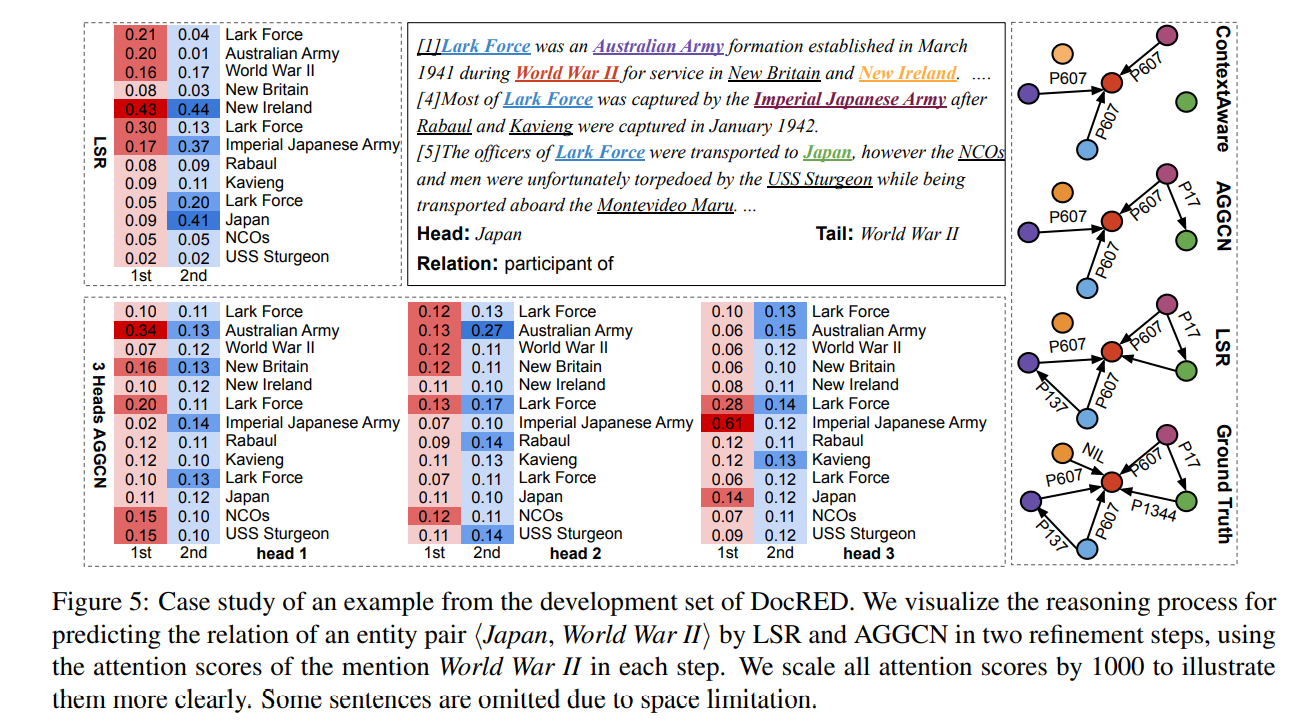 LSR
0.21 0.04 Lark Force
0.20 0.01 Australian Army
0.16 0.17 World War II
0.08 0.03 New Britain
0.43 0.44 New Ireland
0.30 0.13 Lark Force
0.17 0.37 Imperial Japanese Army
0.08 0.09 Rabaul
0.09 0.11 Kavieng
0.05 0.20 Lark Force
0.09 0.41 Japan
0.05 0.05 NCOs
0.02 0.02 USS Sturgeon
1st 2nd
[1]Lark Force was an Australian Army formation established in March
1941 during World War II for service in New Britain and New Ireland. ....
[4]Most of Lark Force was captured by the Imperial Japanese Army after
Rabaul and Kavieng were captured in January 1942.
[5]The officers of Lark Force were transported to Japan, however the NCOs
and men were unfortunately torpedoed by the USS Sturgeon while being
transported aboard the Montevideo Maru. ...
Head: Japan Tail: World War II
Relation: participant of
3 Heads AGGCN
0.10 0.11 Lark Force
0.34 0.13 Australian Army
0.07 0.12 World War II
0.16 0.13 New Britain
0.10 0.12 New Ireland
0.20 0.11 Lark Force
0.02 0.14 Imperial Japanese Army
0.12 0.11 Rabaul
0.12 0.10 Kavieng
0.10 0.13 Lark Force
0.11 0.12 Japan
0.15 0.10 NCOs
0.15 0.10 USS Sturgeon
1st 2nd head 1
0.12 0.13 Lark Force
0.13 0.27 Australian Army
0.12 0.11 World War II
0.12 0.11 New Britain
0.11 0.10 New Ireland
0.13 0.17 Lark Force
0.07 0.10 Imperial Japanese Army
0.09 0.14 Rabaul
0.11 0.13 Kavieng
0.07 0.11 Lark Force
0.11 0.10 Japan
0.12 0.11 NCOs
0.11 0.14 USS Sturgeon
1st 2nd head 2
0.10 0.13 Lark Force
0.06 0.15 Australian Army
0.06 0.12 World War II
0.06 0.10 New Britain
0.08 0.11 New Ireland
0.28 0.14 Lark Force
0.61 0.12 Imperial Japanese Army
0.12 0.11 Rabaul
0.12 0.13 Kavieng
0.06 0.12 Lark Force
0.14 0.12 Japan
0.07 0.11 NCOs
0.09 0.12 USS Sturgeon
1st 2nd head 3
ContextAware
P607
P607
P607
AGGCN
P607
P607
P17
P607
LSR
P607
P607
P17
P137
P607
Ground Truth
NIL
P607
P607
P17
P1344
P137
P607
Figure 5: Case study of an example from the development set of DocRED. We visualize the reasoning process for
predicting the relation of an entity pair ⟨Japan, World War II⟩ by LSR and AGGCN in two refinement steps, using
the attention scores of the mention World War II in each step. We scale all attention scores by 1000 to illustrate
them more clearly. Some sentences are omitted due to space limitation.